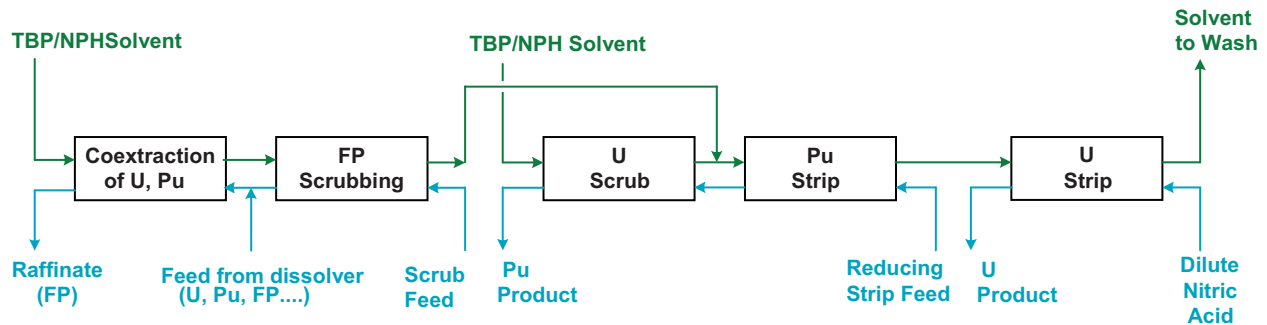 TBP/NPHSolvent
TBP/NPH Solvent
Solvent
to Wash
Coextraction
of U, Pu
FP
Scrubbing
U
Scrub
Pu
Strip
U
Strip
Raffinate
(FP)
Feed from dissolver
(U, Pu, FP....)
Scrub
Feed
Pu
Product
Reducing
Strip Feed
U
Product
Dilute
Nitric
Acid